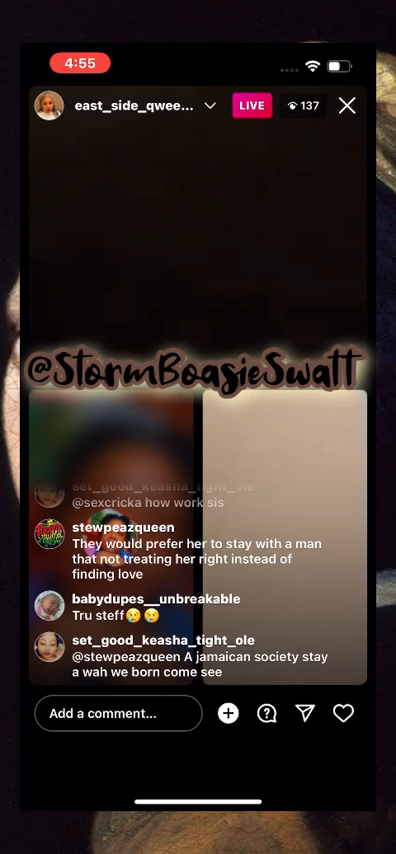 4:55
east_side_qwee...
LIVE
137
@StormBoasieSwatt
set_good_keasha_tight_ole
@sexcricka how work sis
stewpeazqueen
They would prefer her to stay with a man
that not treating her right instead of
finding love
babydupes__unbreakable
Tru steff😢😢
set_good_keasha_tight_ole
@stewpeazqueen A jamaican society stay
a wah we born come see
Add a comment...